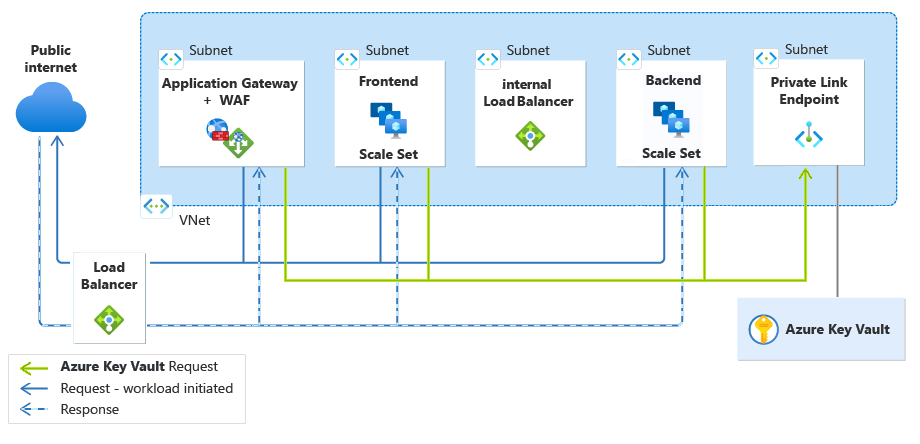 Public
internet
Subnet
Application Gateway
+ WAF
Subnet
Frontend
Scale Set
Subnet
internal
Load Balancer
Subnet
Backend
Scale Set
Subnet
Private Link
Endpoint
VNet
Load
Balancer
Azure Key Vault
Azure Key Vault Request
Request - workload initiated
Response